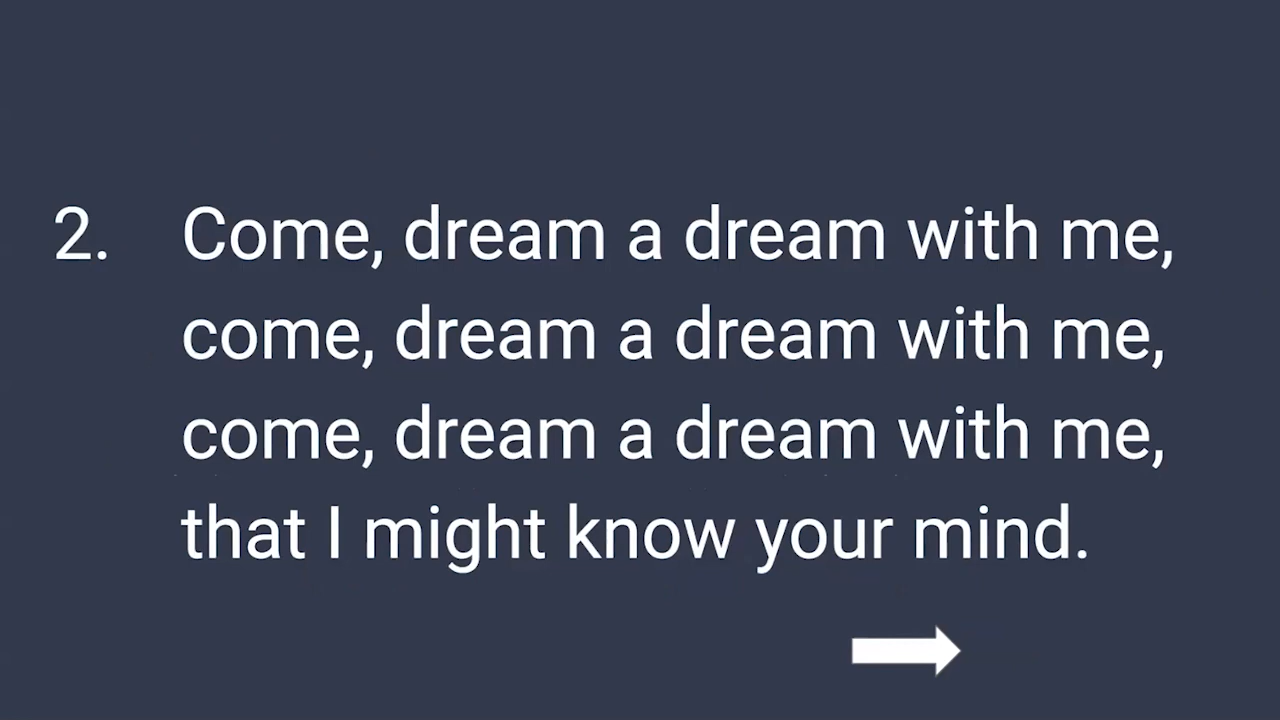 2. Come, dream a dream with me,
come, dream a dream with me,
come, dream a dream with me,
that I might know your mind.